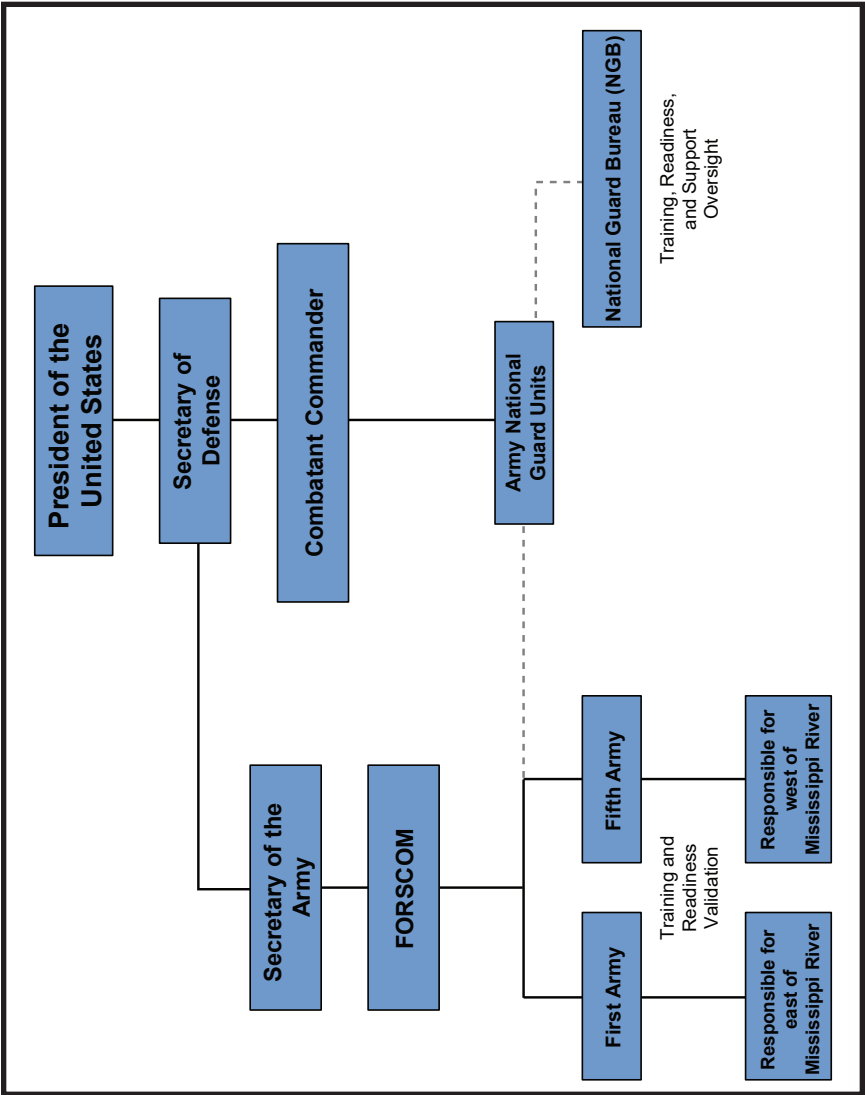 President of the
United States
Secretary of
Defense
Combatant Commander
Secretary of the
Army
FORSCOM
Army National
Guard Units
First Army
Fifth Army
National Guard Bureau (NGB)
Training and
Readiness
Validation
Training, Readiness,
and Support
Oversight
Responsible for
east of
Mississippi River
Responsible for
west of
Mississippi River